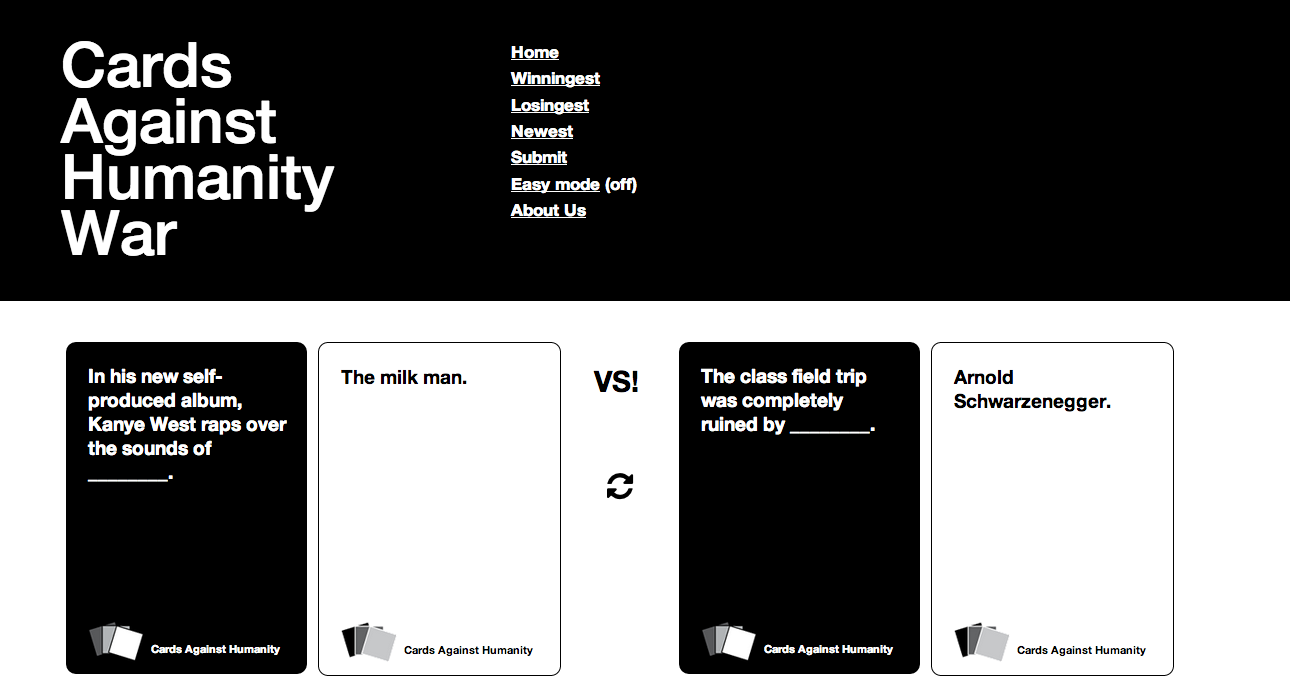 Cards
Against
Humanity
War
Home
Winningest
Losingest
Newest
Submit
Easy mode (off)
About Us
In his new self-
produced album,
Kanye West raps over
the sounds of
________.
Cards Against Humanity
The milk man.
Cards Against Humanity
VS!
The class field trip
was completely
ruined by ________.
Cards Against Humanity
Arnold
Schwarzenegger.
Cards Against Humanity